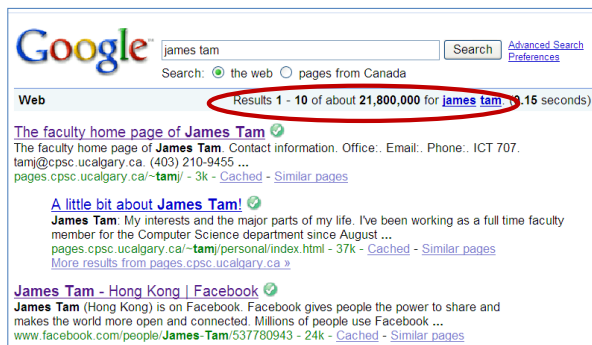 Google™
james tam
Search
Advanced Search
Preferences
Search: the web pages from Canada
Web
Results 1 - 10 of about 21,800,000 for james tam. (0.15 seconds)
The faculty home page of James Tam
The faculty home page of James Tam. Contact information. Office:. Email:. Phone:. ICT 707.
tamj@cpsc.ucalgary.ca. (403) 210-9455 ...
pages.cpsc.ucalgary.ca/~tamj/ - 3k - Cached - Similar pages
A little bit about James Tam!
James Tam: My interests and the major parts of my life. I've been working as a full time faculty
member for the Computer Science department since August ...
pages.cpsc.ucalgary.ca/~tamj/personal/index.html - 37k - Cached - Similar pages
More results from pages.cpsc.ucalgary.ca »
James Tam - Hong Kong | Facebook
James Tam (Hong Kong) is on Facebook. Facebook gives people the power to share and
makes the world more open and connected. Millions of people use Facebook ...
www.facebook.com/people/James-Tam/537780943 - 24k - Cached - Similar pages